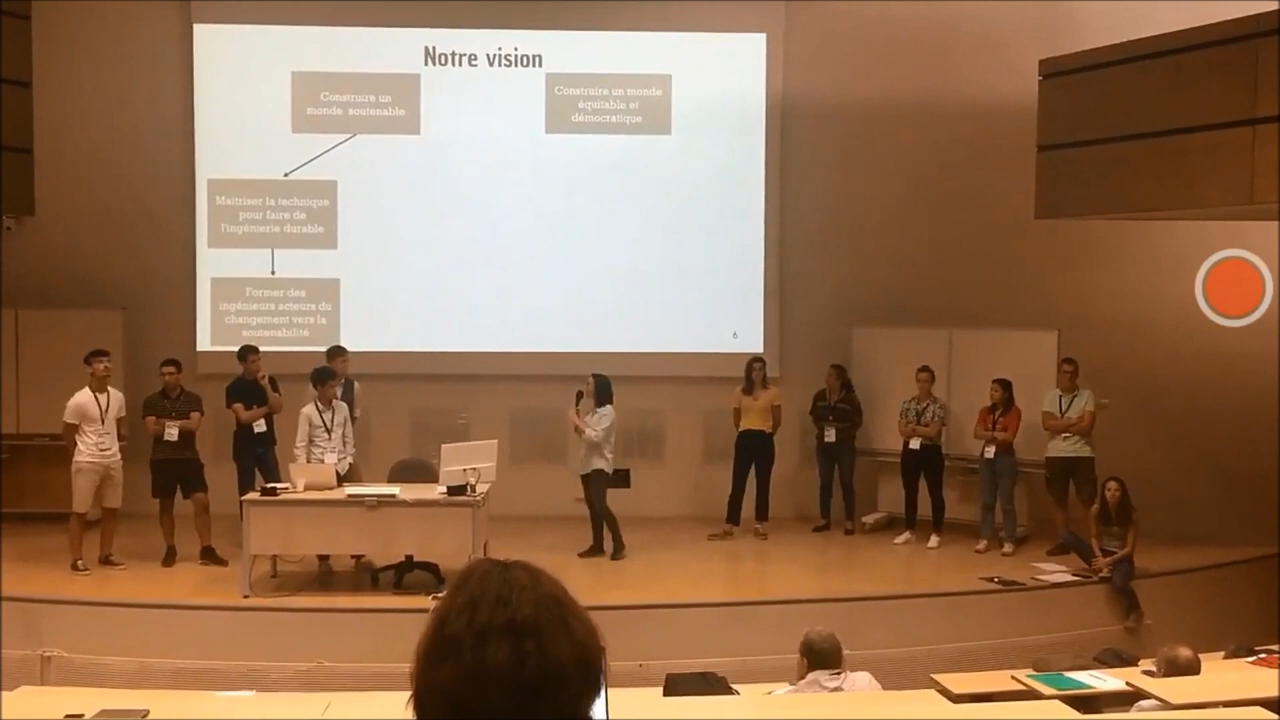 Notre vision
Construire un
monde soutenable
Construire un monde
équitable et
démocratique
Maitriser la technique
pour faire de
l'ingénierie durable
Former des
ingénieurs acteurs du
changement vers la
soutenabilité
6